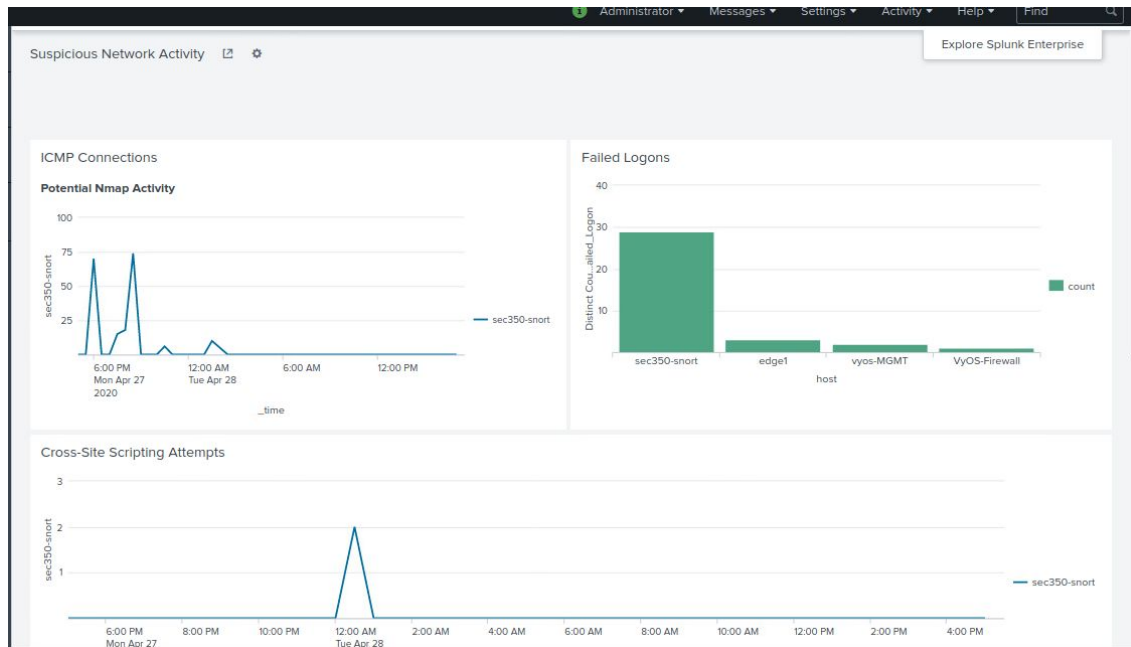 Administrator Messages Settings Activity Help Find
Explore Splunk Enterprise
Suspicious Network Activity
ICMP Connections
Potential Nmap Activity
100
75
50
25
sec350-snort
sec350-snort
6:00 PM 12:00 AM 6:00 AM 12:00 PM
Mon Apr 27 Tue Apr 28
2020
_time
Failed Logons
40
30
20
10
Distinct Cou...ailed_Logon
count
sec350-snort edge1 vyos-MGMT VyOS-Firewall
host
Cross-Site Scripting Attempts
3
2
1
sec350-snort
sec350-snort
6:00 PM 8:00 PM 10:00 PM 12:00 AM 2:00 AM 4:00 AM 6:00 AM 8:00 AM 10:00 AM 12:00 PM 2:00 PM 4:00 PM
Mon Apr 27 Tue Apr 28